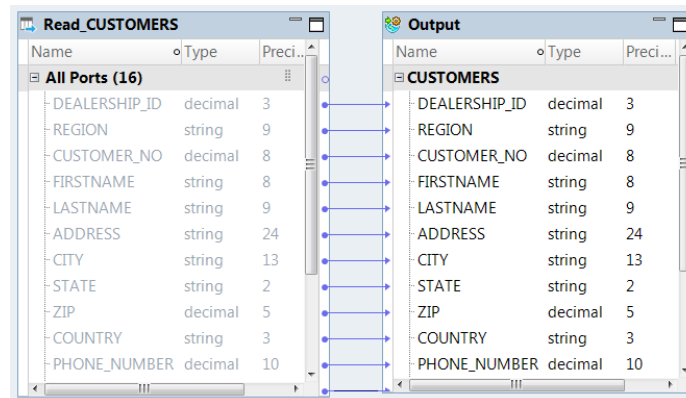 Read_CUSTOMERS Output
Name Type Preci... Name Type Preci...
All Ports (16) CUSTOMERS
DEALERSHIP_ID decimal 3 DEALERSHIP_ID decimal 3
REGION string 9 REGION string 9
CUSTOMER_NO decimal 8 CUSTOMER_NO decimal 8
FIRSTNAME string 8 FIRSTNAME string 8
LASTNAME string 9 LASTNAME string 9
ADDRESS string 24 ADDRESS string 24
CITY string 13 CITY string 13
STATE string 2 STATE string 2
ZIP decimal 5 ZIP decimal 5
COUNTRY string 3 COUNTRY string 3
PHONE_NUMBER decimal 10 PHONE_NUMBER decimal 10